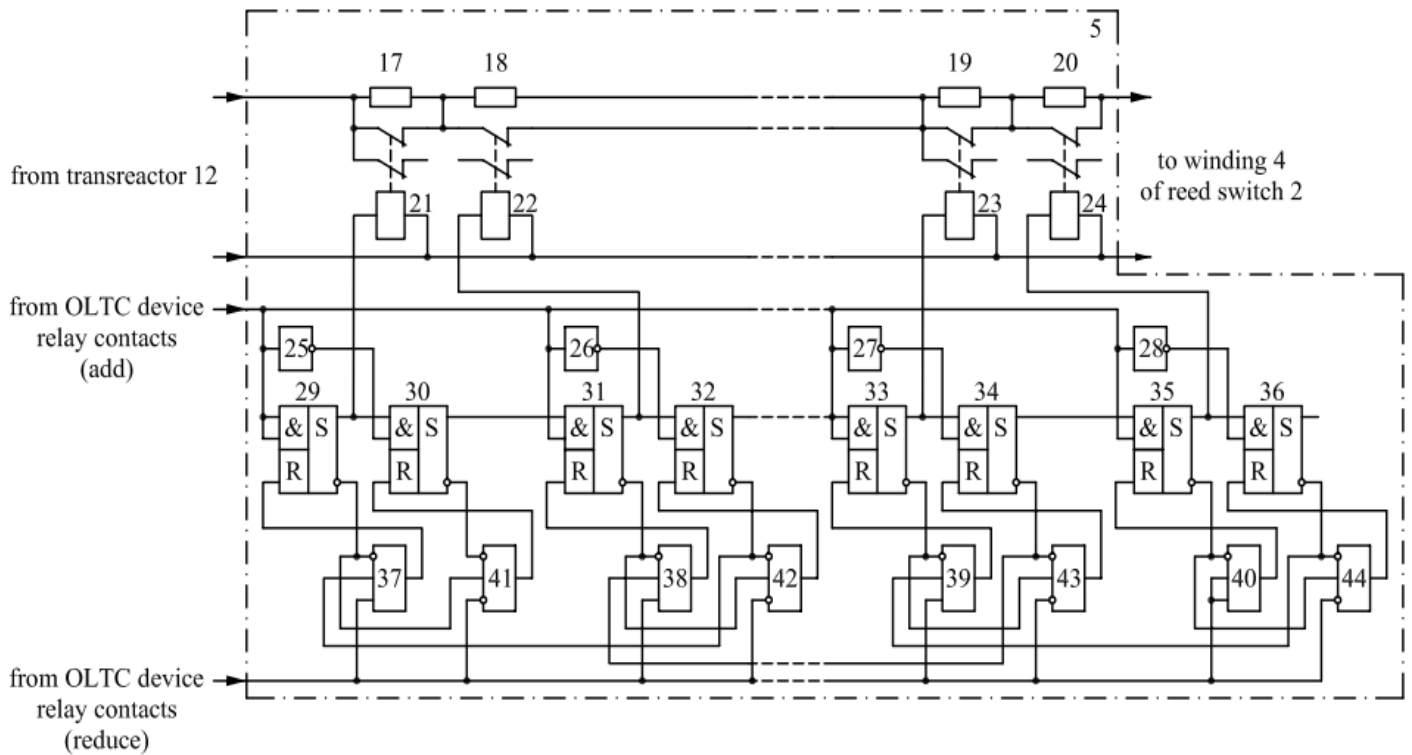 5
17 18 19 20
from transreactor 12
to winding 4
of reed switch 2
21 22 23 24
from OLTC device
relay contacts
(add)
25 26 27 28
29 30 31 32 33 34 35 36
& S & S & S & S & S & S & S & S
R R R R R R R R
37 41 38 42 39 43 40 44
from OLTC device
relay contacts
(reduce)